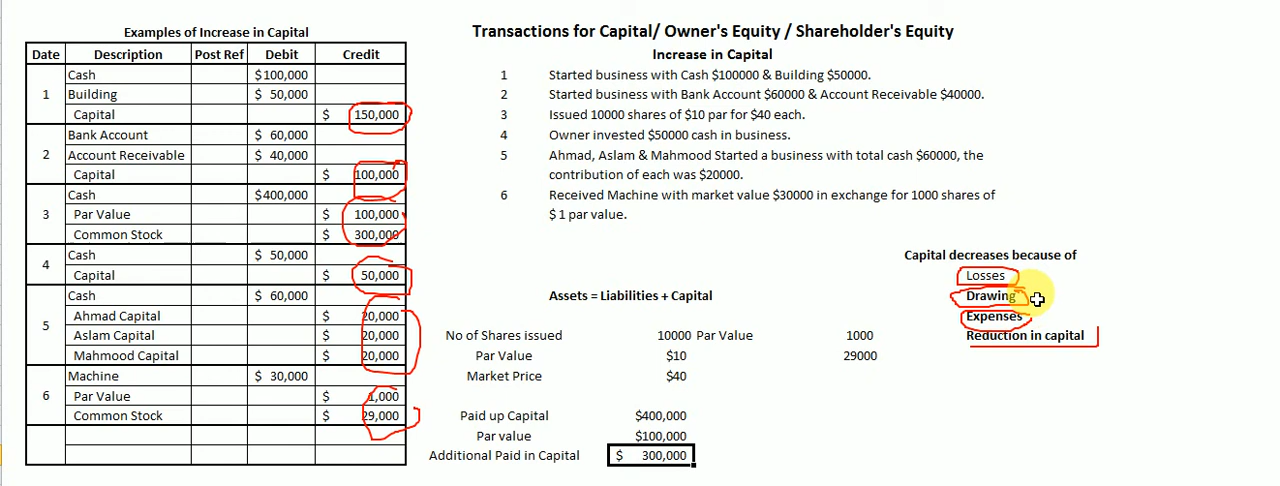 Examples of Increase in Capital
Date Description Post Ref Debit Credit
1
Cash $100,000
Building $ 50,000
Capital $ 150,000
2
Bank Account $ 60,000
Account Receivable $ 40,000
Capital $ 100,000
3
Cash $400,000
Par Value $ 100,000
Common Stock $ 300,000
4
Cash $ 50,000
Capital $ 50,000
5
Cash $ 60,000
Ahmad Capital $ 20,000
Aslam Capital $ 20,000
Mahmood Capital $ 20,000
6
Machine $ 30,000
Par Value $ 1,000
Common Stock $ 29,000
Transactions for Capital/ Owner's Equity / Shareholder's Equity
Increase in Capital
1 Started business with Cash $100000 & Building $50000.
2 Started business with Bank Account $60000 & Account Receivable $40000.
3 Issued 10000 shares of $10 par for $40 each.
4 Owner invested $50000 cash in business.
5 Ahmad, Aslam & Mahmood Started a business with total cash $60000, the
contribution of each was $20000.
6 Received Machine with market value $30000 in exchange for 1000 shares of
$1 par value.
Assets = Liabilities + Capital
No of Shares issued 10000 Par Value 1000
Par Value $10 29000
Market Price $40
Paid up Capital $400,000
Par value $100,000
Additional Paid in Capital $ 300,000
Capital decreases because of
Losses
Drawing
Expenses
Reduction in capital